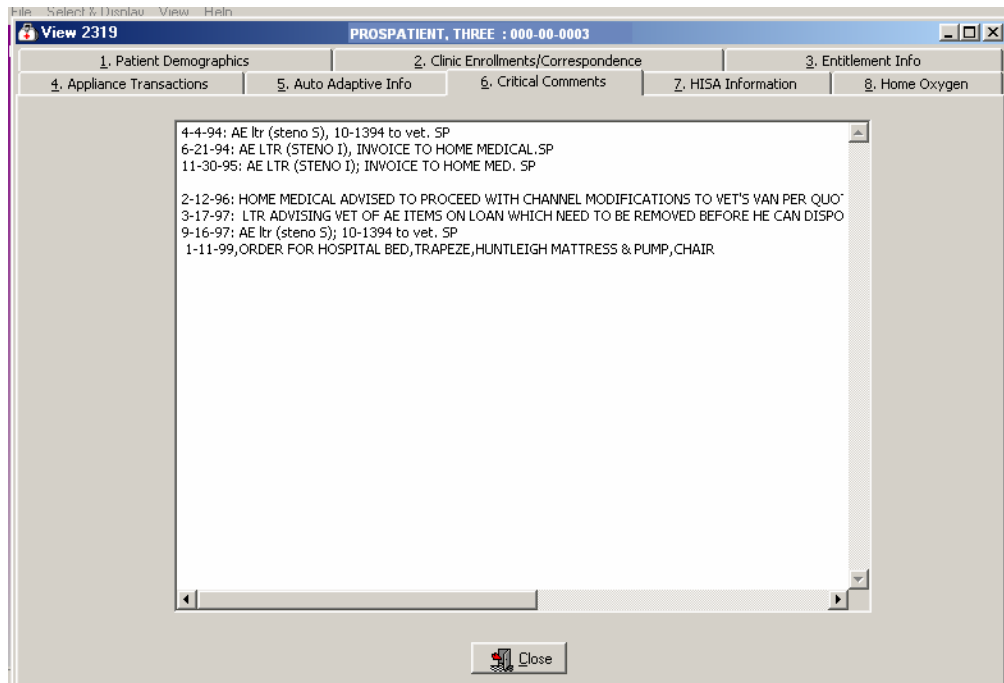 File Select & Display View Help
View 2319 PROSPATIENT, THREE : 000-00-0003
1. Patient Demographics 2. Clinic Enrollments/Correspondence 3. Entitlement Info
4. Appliance Transactions 5. Auto Adaptive Info 6. Critical Comments 7. HISA Information 8. Home Oxygen
4-4-94: AE ltr (steno S), 10-1394 to vet. SP
6-21-94: AE LTR (STENO I), INVOICE TO HOME MEDICAL.SP
11-30-95: AE LTR (STENO I); INVOICE TO HOME MED. SP
2-12-96: HOME MEDICAL ADVISED TO PROCEED WITH CHANNEL MODIFICATIONS TO VET'S VAN PER QUO
3-17-97: LTR ADVISING VET OF AE ITEMS ON LOAN WHICH NEED TO BE REMOVED BEFORE HE CAN DISPO
9-16-97: AE ltr (steno S); 10-1394 to vet. SP
1-11-99,ORDER FOR HOSPITAL BED,TRAPEZE,HUNTLEIGH MATTRESS & PUMP,CHAIR
Close